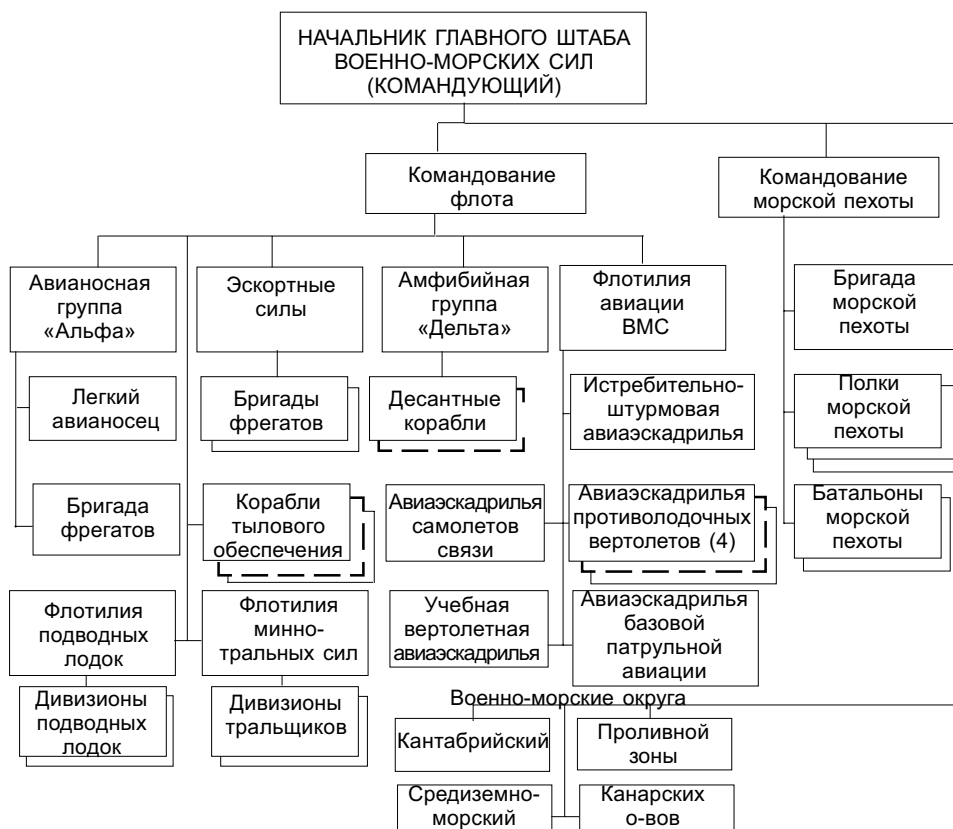 НАЧАЛЬНИК ГЛАВНОГО ШТАБА
ВОЕННО-МОРСКИХ СИЛ
(КОМАНДУЮЩИЙ)
Командование
флота
Командование
морской пехоты
Авианосная
группа
«Альфа»
Эскортные
силы
Амфибийная
группа
«Дельта»
Флотилия
авиации
ВМС
Бригада
морской
пехоты
Легкий
авианосец
Бригады
фрегатов
Десантные
корабли
Истребительно-
штурмовая
авиаэскадрилья
Полки
морской
пехоты
Бригада
фрегатов
Корабли
тылового
обеспечения
Авиаэскадрилья
самолетов
связи
Авиаэскадрилья
противолодочных
вертолетов (4)
Батальоны
морской
пехоты
Флотилия
подводных
лодок
Флотилия
минно-
тральных сил
Учебная
вертолетная
авиаэскадрилья
Авиаэскадрилья
базовой
патрульной
авиации
Дивизионы
подводных
лодок
Дивизионы
тральщиков
Военно-морские округа
Кантабрийский
Проливной
зоны
Средиземно-
морский
Канарских
о-вов